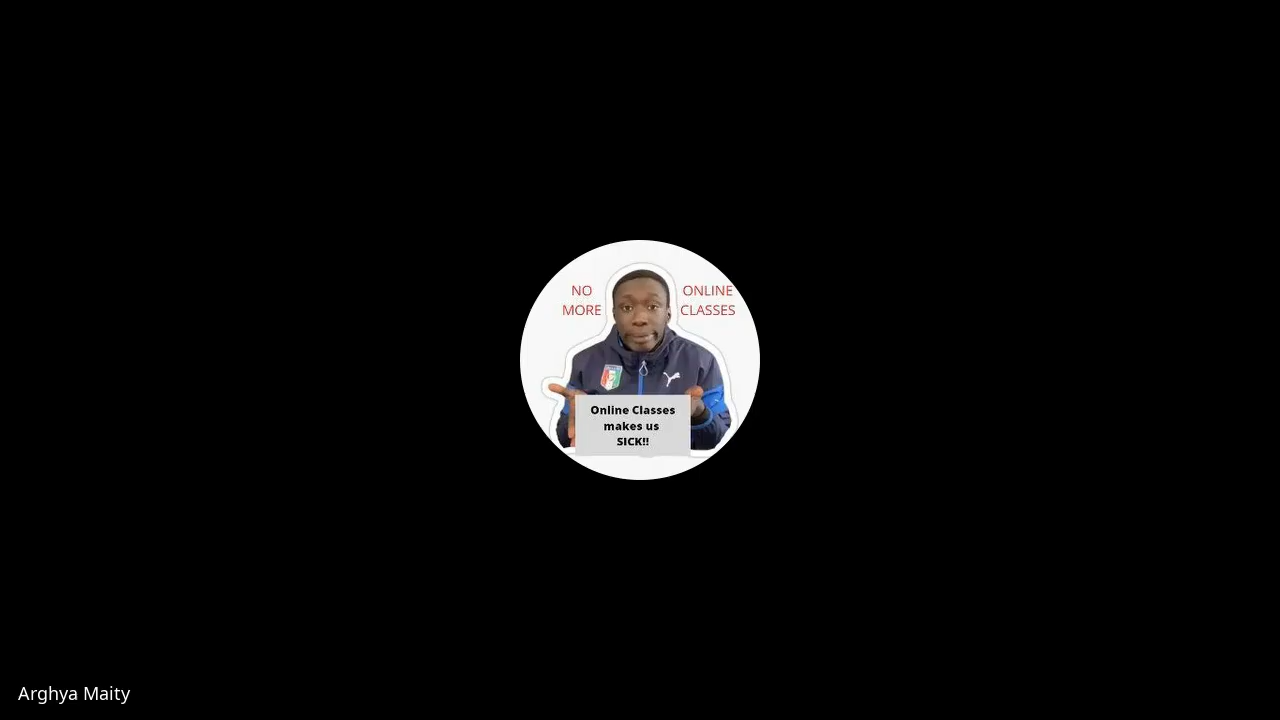 NO
MORE
ONLINE
CLASSES
Online Classes
makes us
SICK!!
Arghya Maity